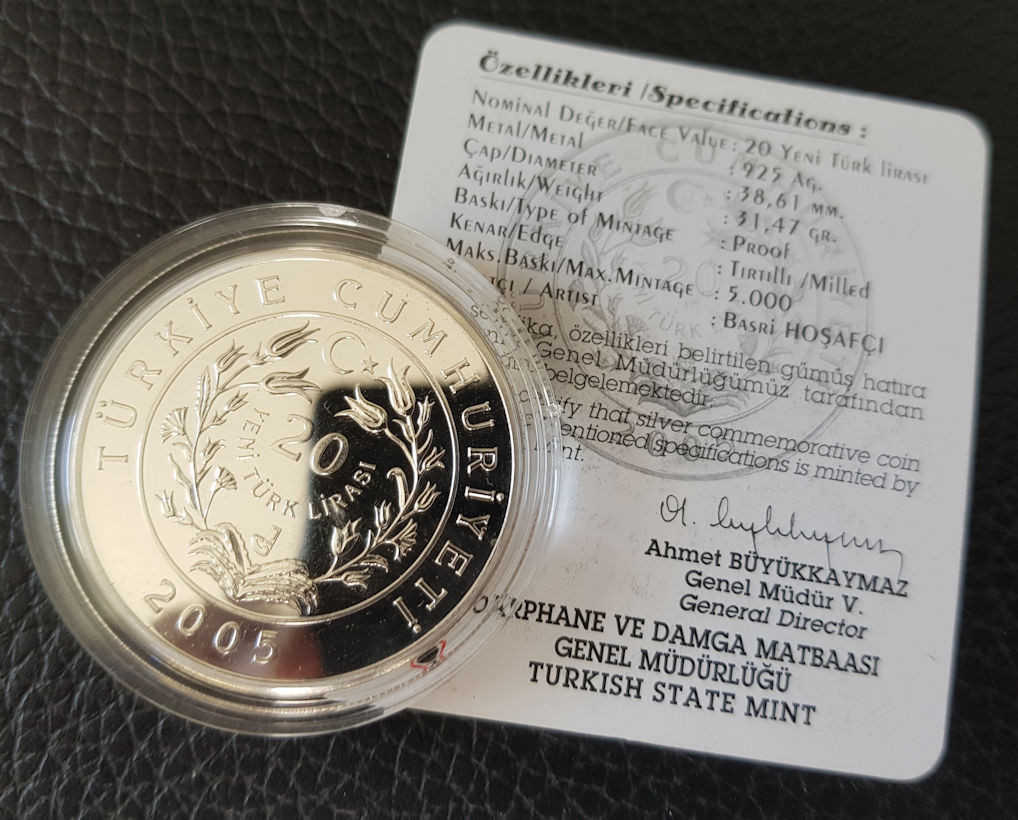 TÜRKİYE CUMHURİYETİ
20
YENİ TÜRK LİRASI
2005
Özellikleri /Specifications :
Nominal Değer/Face Value : 20 Yeni Türk lirası
Metal/Metal : 925 Ag.
Çap/Diameter : 38,61 mm.
Ağırlık/Weight : 31,47 gr.
Baskı/Type of Mintage : Proof
Kenar/Edge : Tırtıllı /Milled
Maks.Baskı/Max.Mintage : 5.000
/ Artist : Basri HOŞAFÇI
özellikleri belirtilen gümüş hatıra
Genel Müdürlüğümüz tarafından
belgelemektedir.
that silver commemorative coin
specifications is minted by
Ahmet BÜYÜKKAYMAZ
Genel Müdür V.
General Director
VE DAMGA MATBAASI
GENEL MÜDÜRLÜĞÜ
TURKISH STATE MINT